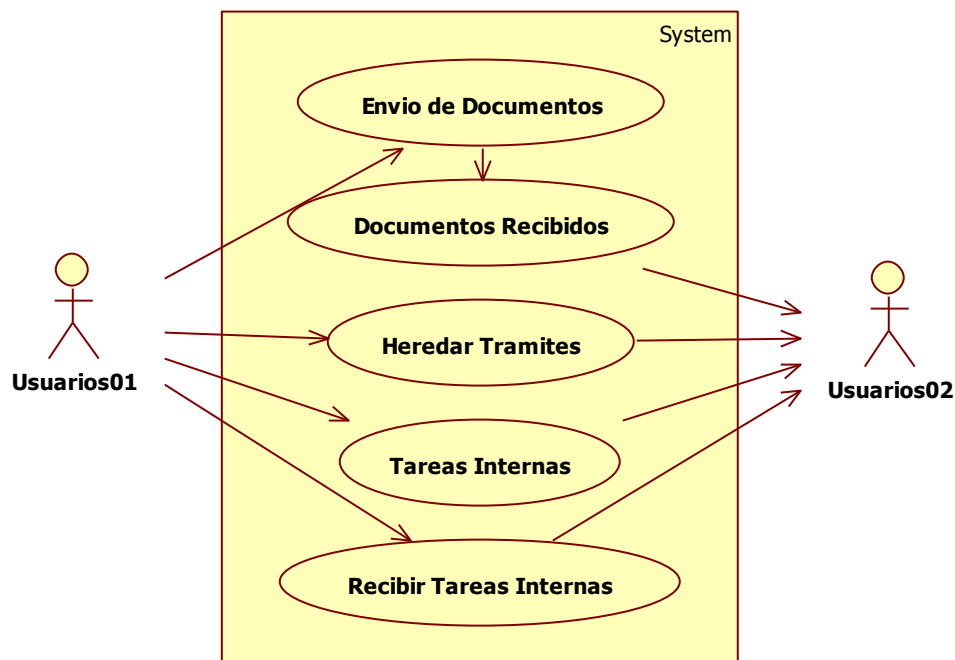 System
Envio de Documentos
Documentos Recibidos
Heredar Tramites
Usuarios01
Usuarios02
Tareas Internas
Recibir Tareas Internas